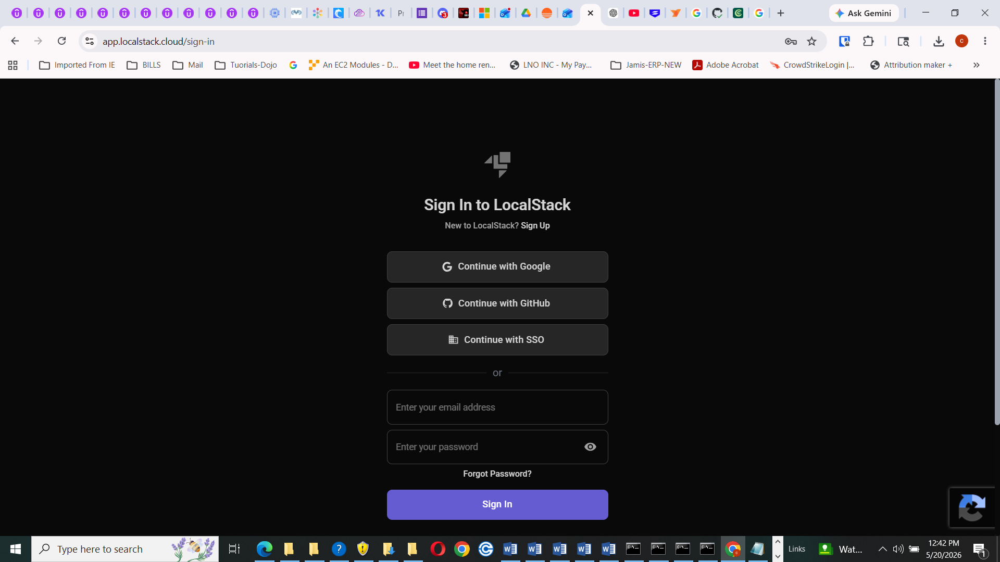 Ask Gemini
app.localstack.cloud/sign-in
Imported From IE
BILLS
Mail
Tuorials-Dojo
An EC2 Modules - D...
Meet the home ren...
LNO INC - My Pay...
Jamis-ERP-NEW
Adobe Acrobat
CrowdStrikeLogin |...
Attribution maker +
Sign In to LocalStack
New to LocalStack? Sign Up
Continue with Google
Continue with GitHub
Continue with SSO
or
Enter your email address
Enter your password
Forgot Password?
Sign In
Type here to search
Links
Wat...
12:42 PM
5/20/2026
1